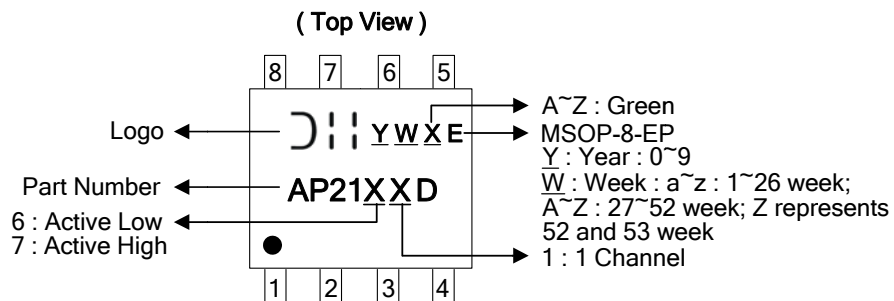 ( Top View )
8 7 6 5
Logo
Y W X E
A~Z : Green
MSOP-8-EP
Y : Year : 0~9
W : Week : a~z : 1~26 week;
A~Z : 27~52 week; Z represents
52 and 53 week
1 : 1 Channel
Part Number
AP21XXD
6 : Active Low
7 : Active High
1 2 3 4